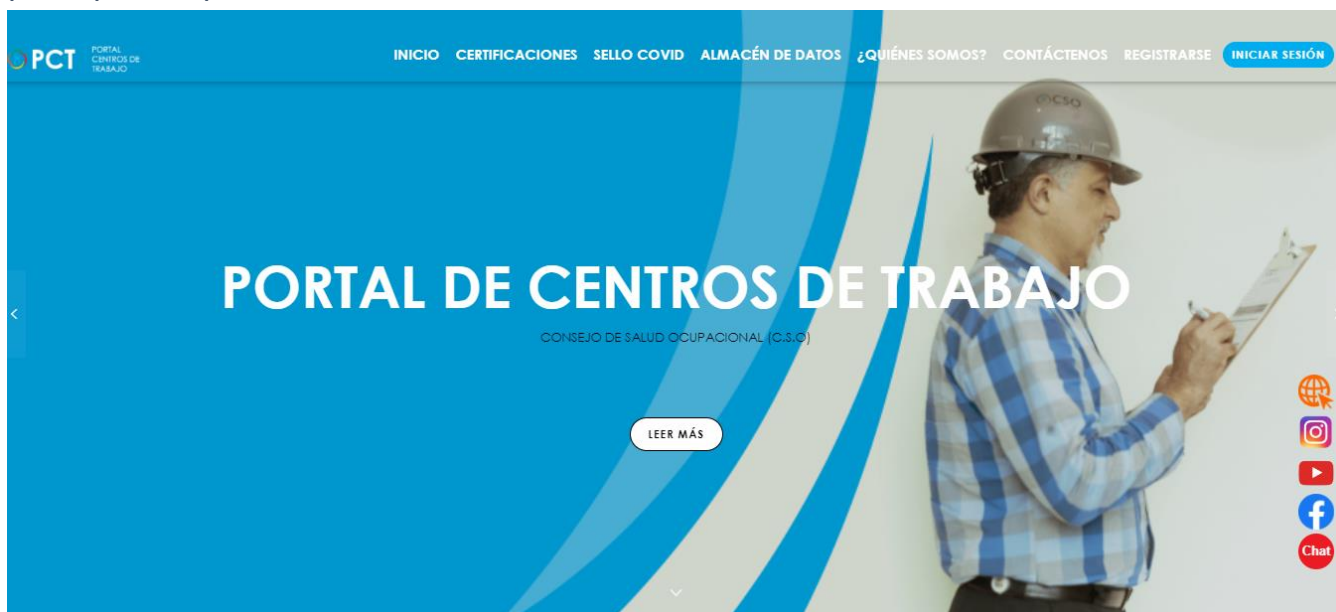 PCT PORTAL
CENTROS DE
TRABAJO
INICIO CERTIFICACIONES SELLO COVID ALMACÉN DE DATOS ¿QUIÉNES SOMOS? CONTÁCTENOS REGISTRARSE INICIAR SESIÓN
CSO
PORTAL DE CENTROS DE TRABAJO
CONSEJO DE SALUD OCUPACIONAL (C.S.O)
LEER MÁS
Chat